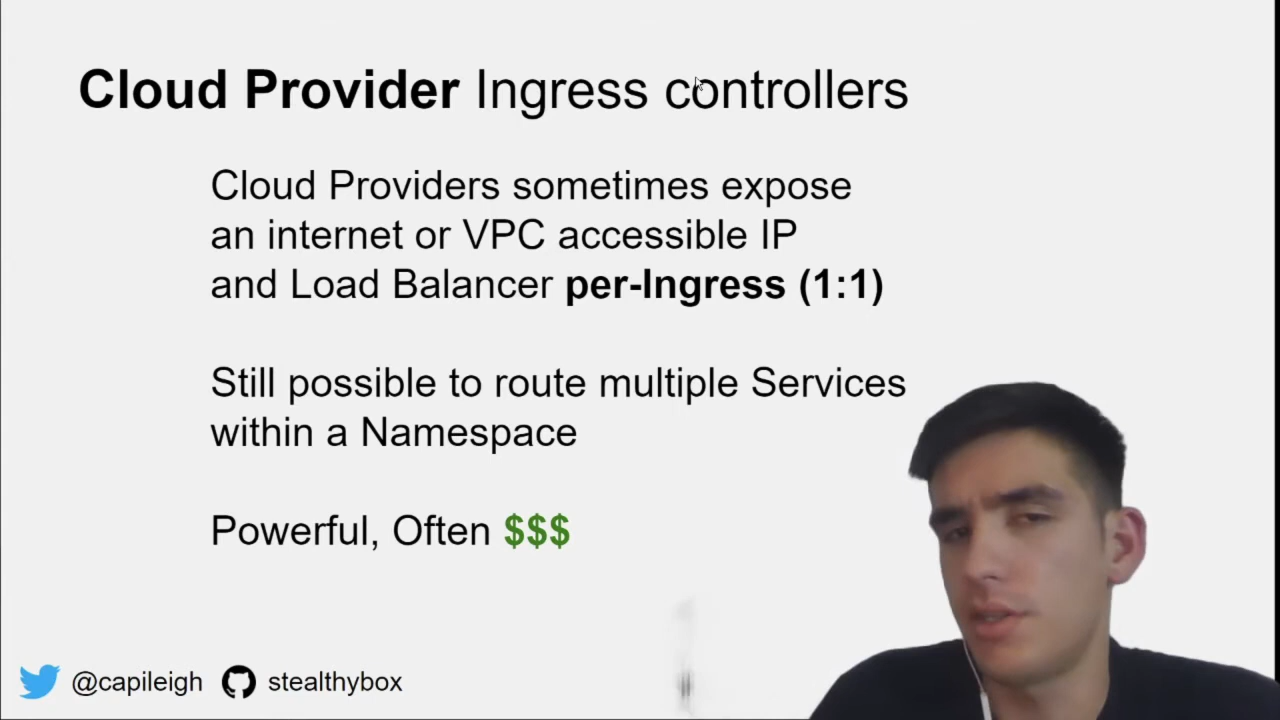 Cloud Provider Ingress controllers
Cloud Providers sometimes expose
an internet or VPC accessible IP
and Load Balancer per-Ingress (1:1)
Still possible to route multiple Services
within a Namespace
Powerful, Often $$$
@capileigh stealthybox